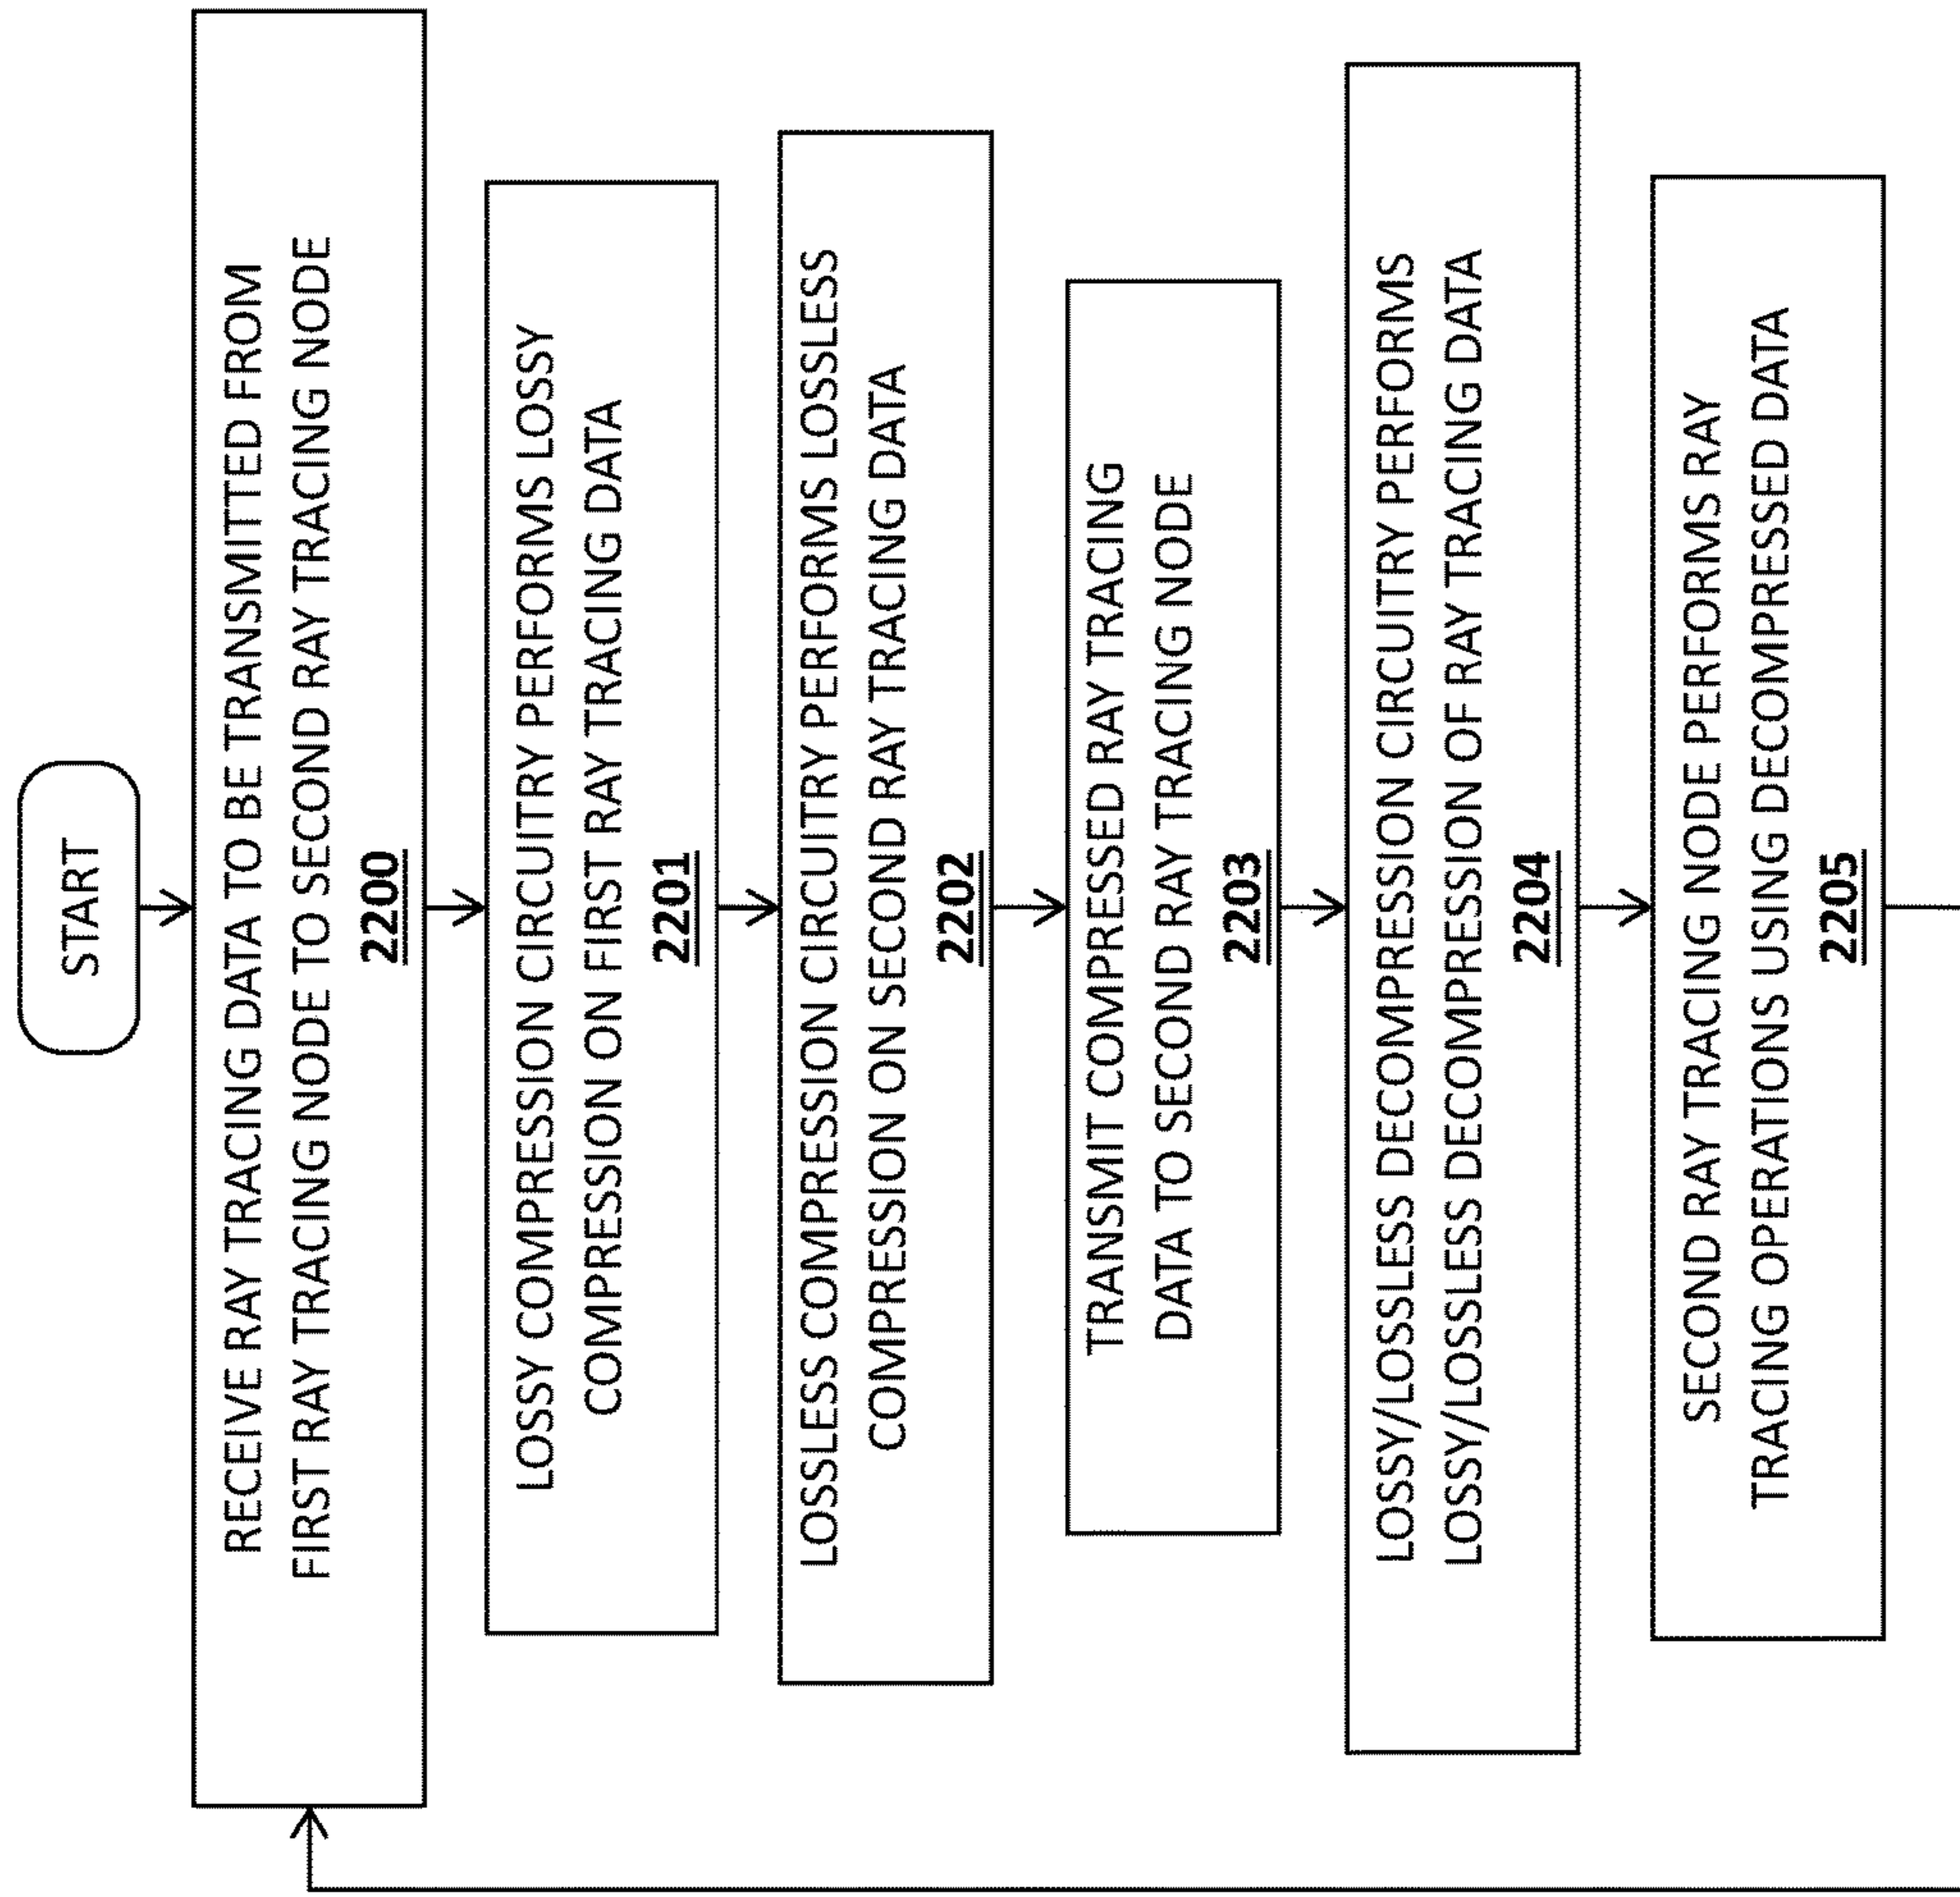 START
RECEIVE RAY TRACING DATA TO BE TRANSMITTED FROM
FIRST RAY TRACING NODE TO SECOND RAY TRACING NODE
2200
LOSSY COMPRESSION CIRCUITRY PERFORMS LOSSY
COMPRESSION ON FIRST RAY TRACING DATA
2201
LOSSLESS COMPRESSION CIRCUITRY PERFORMS LOSSLESS
COMPRESSION ON SECOND RAY TRACING DATA
2202
TRANSMIT COMPRESSED RAY TRACING
DATA TO SECOND RAY TRACING NODE
2203
LOSSY/LOSSLESS DECOMPRESSION CIRCUITRY PERFORMS
LOSSY/LOSSLESS DECOMPRESSION OF RAY TRACING DATA
2204
SECOND RAY TRACING NODE PERFORMS RAY
TRACING OPERATIONS USING DECOMPRESSED DATA
2205